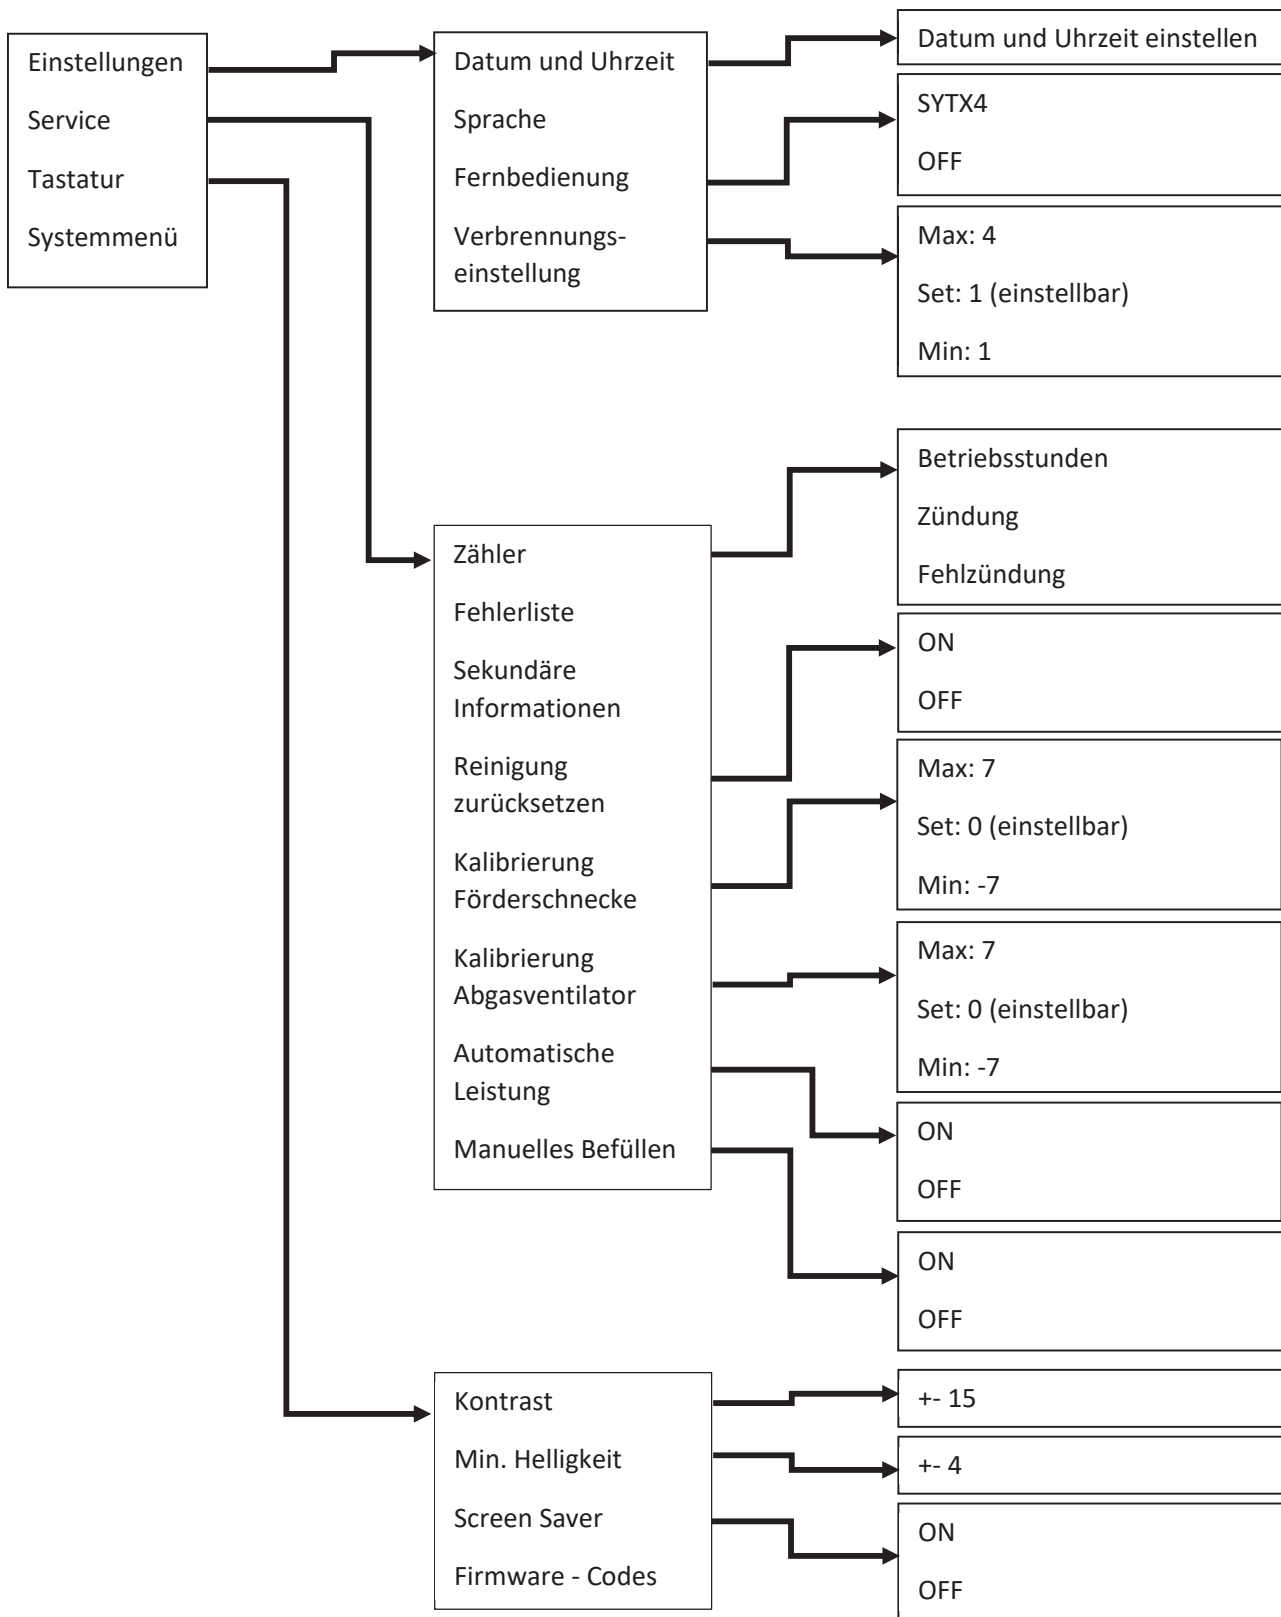 Einstellungen
Service
Tastatur
Systemmenü
Datum und Uhrzeit
Sprache
Fernbedienung
Verbrennungs-
einstellung
Datum und Uhrzeit einstellen
SYTX4
OFF
Max: 4
Set: 1 (einstellbar)
Min: 1
Zähler
Fehlerliste
Sekundäre
Informationen
Reinigung
zurücksetzen
Kalibrierung
Förderschnecke
Kalibrierung
Abgasventilator
Automatische
Leistung
Manuelles Befüllen
Betriebsstunden
Zündung
Fehlzündung
ON
OFF
Max: 7
Set: 0 (einstellbar)
Min: -7
Max: 7
Set: 0 (einstellbar)
Min: -7
ON
OFF
ON
OFF
Kontrast
Min. Helligkeit
Screen Saver
Firmware - Codes
+- 15
+- 4
ON
OFF